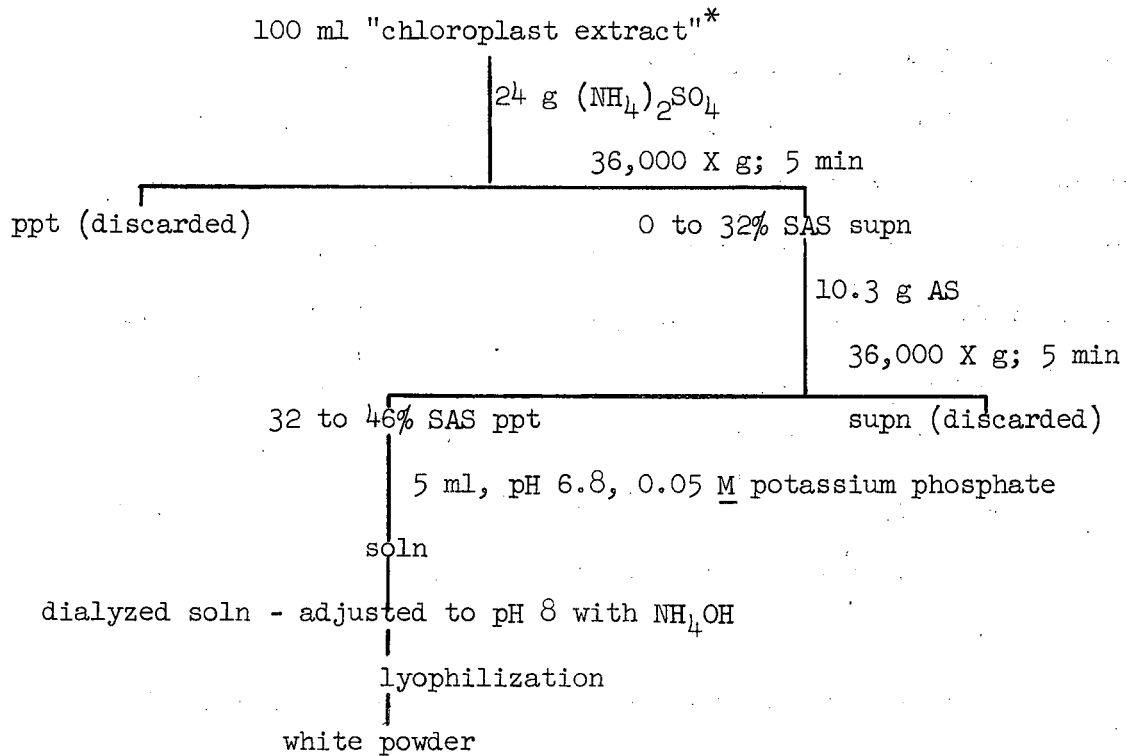 100 ml "chloroplast extract"*
24 g (NH4)2SO4
36,000 X g; 5 min
ppt (discarded)
0 to 32% SAS supn
10.3 g AS
36,000 X g; 5 min
32 to 46% SAS ppt
supn (discarded)
5 ml, pH 6.8, 0.05 M potassium phosphate
soln
dialyzed soln - adjusted to pH 8 with NH4OH
lyophilization
white powder